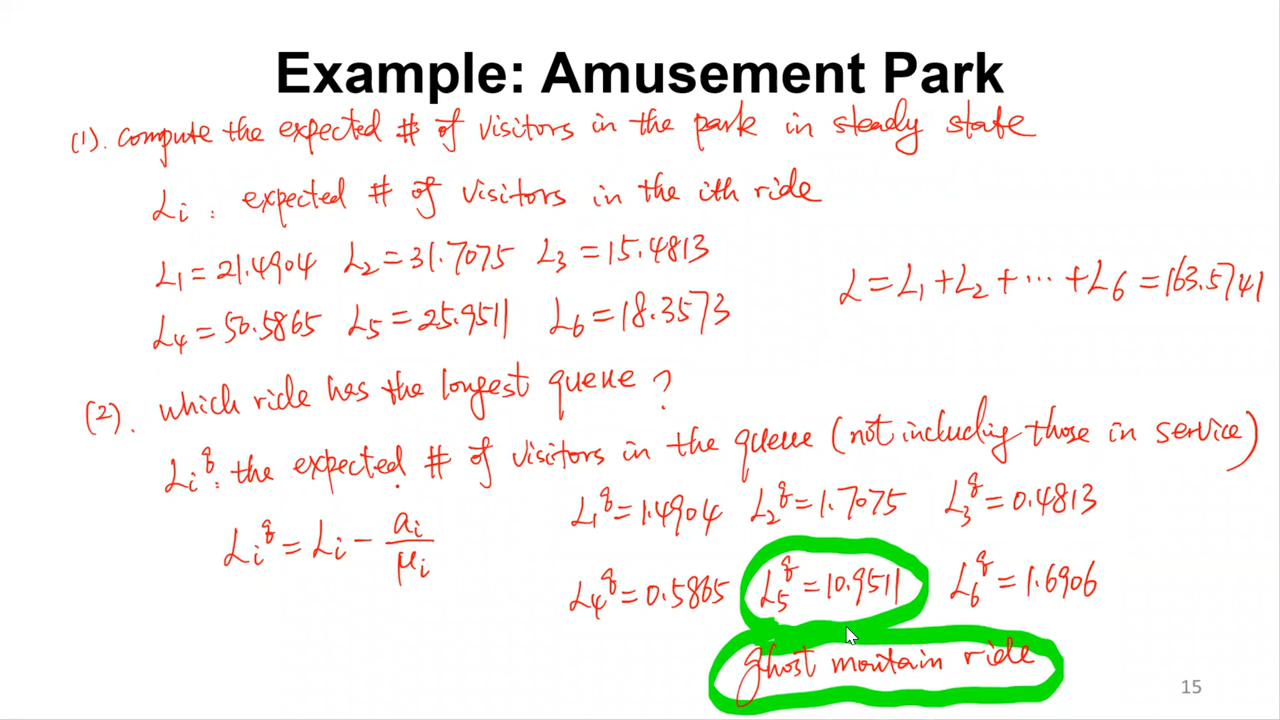 Example: Amusement Park
(1). Compute the expected # of visitors in the park in steady state
Li : expected # of visitors in the ith ride
L1 = 21.4904 L2 = 31.7075 L3 = 15.4813
L = L1 + L2 + ... + L6 = 163.5741
L4 = 50.5865 L5 = 25.9511 L6 = 18.3573
(2). which ride has the longest queue?
Li^q : the expected # of visitors in the queue (not including those in service)
L1^q = 1.4904 L2^q = 1.7075 L3^q = 0.4813
Li^q = Li - ai/μi
L4^q = 0.5865 L5^q = 10.9511 L6^q = 1.6906
ghost montain ride
15